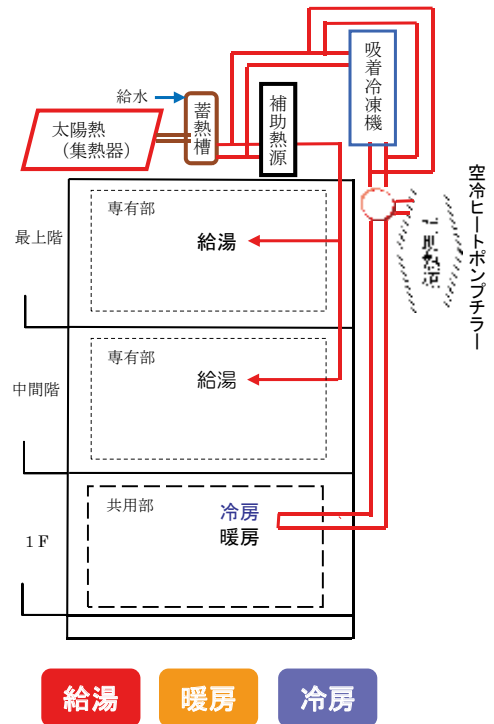 吸着冷凍機
給水
蓄熱槽
補助熱源
太陽熱
（集熱器）
空冷ヒートポンプチラー
専有部
最上階
給湯
専有部
中間階
給湯
共用部
冷房
暖房
１F
給湯
暖房
冷房